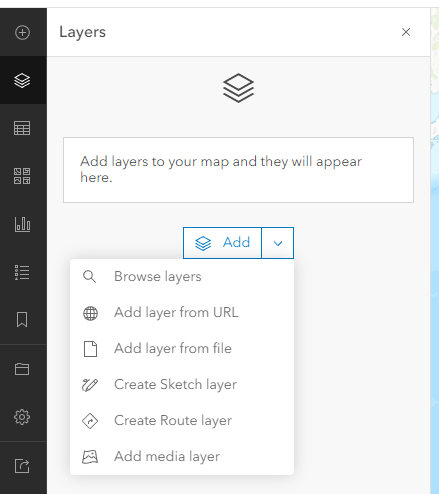 Layers
Add layers to your map and they will appear
here.
Add
Browse layers
Add layer from URL
Add layer from file
Create Sketch layer
Create Route layer
Add media layer